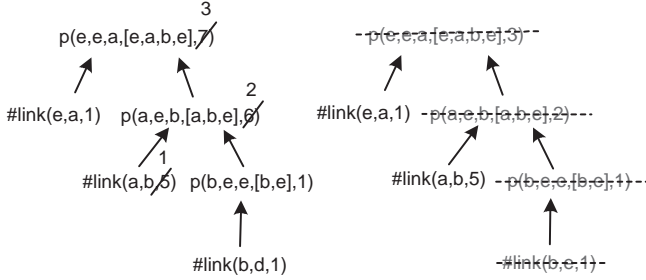 3
p(e,e,a,[e,a,b,e],7)
2
#link(e,a,1) p(a,e,b,[a,b,e],6)
1
#link(a,b,5) p(b,e,e,[b,e],1)
#link(b,d,1)
p(e,e,a,[e,a,b,e],3)
#link(e,a,1) p(a,e,b,[a,b,e],2)
#link(a,b,5) p(b,e,e,[b,e],1)
#link(b,e,1)